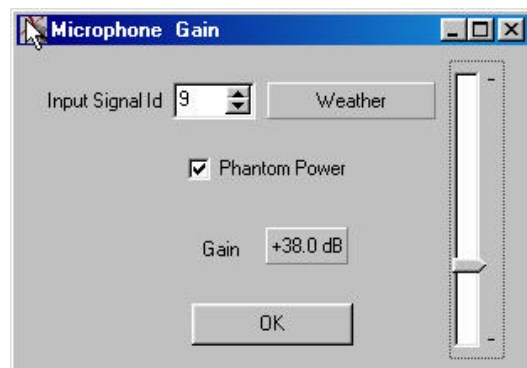 Microphone Gain
Input Signal Id 9 Weather
Phantom Power
Gain +38.0 dB
OK